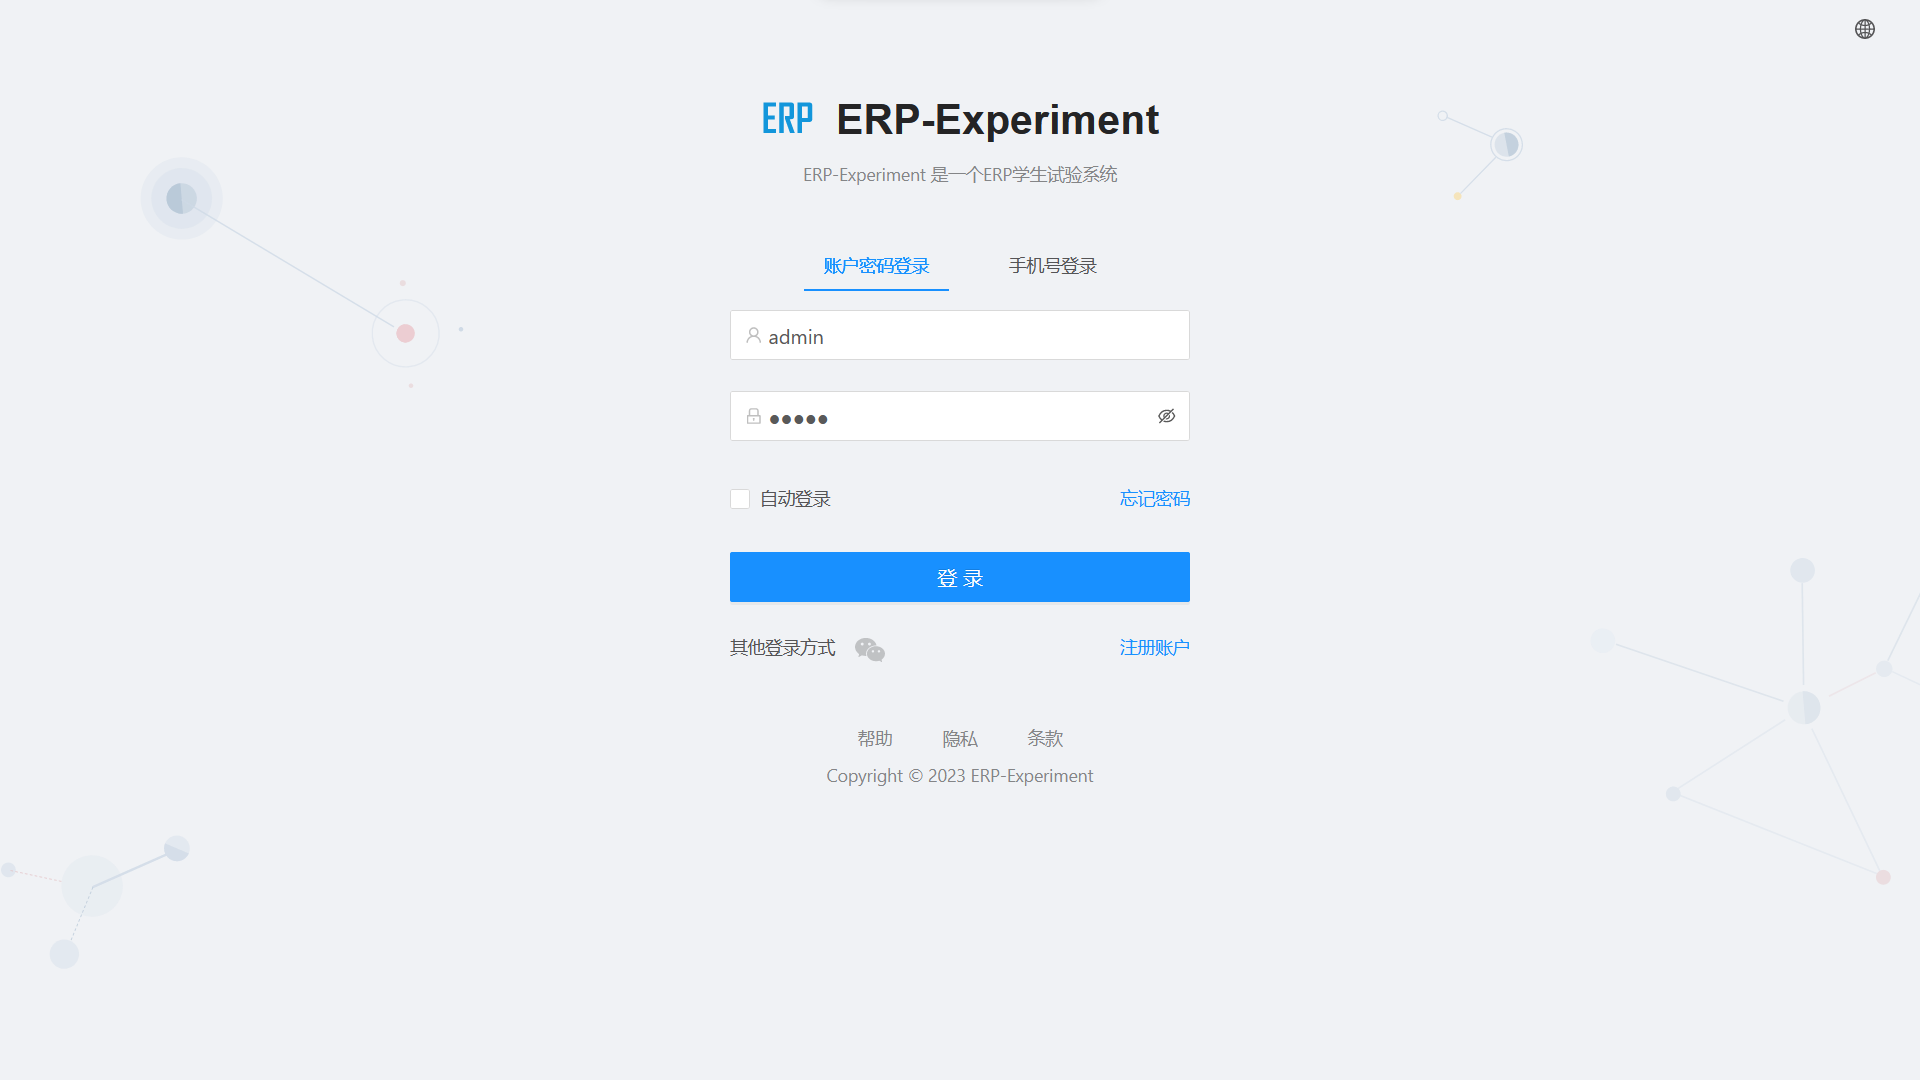 ERP ERP-Experiment
ERP-Experiment 是一个ERP学生试验系统
账户密码登录 手机号登录
admin
●●●●●
自动登录 忘记密码
登 录
其他登录方式 注册账户
帮助 隐私 条款
Copyright © 2023 ERP-Experiment